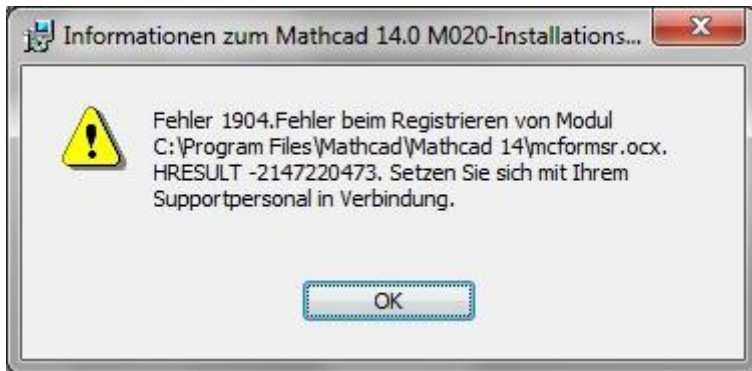 Informationen zum Mathcad 14.0 M020-Installations...
Fehler 1904.Fehler beim Registrieren von Modul
C:\Program Files\Mathcad\Mathcad 14\mcformsr.ocx.
HRESULT -2147220473. Setzen Sie sich mit Ihrem
Supportpersonal in Verbindung.
OK